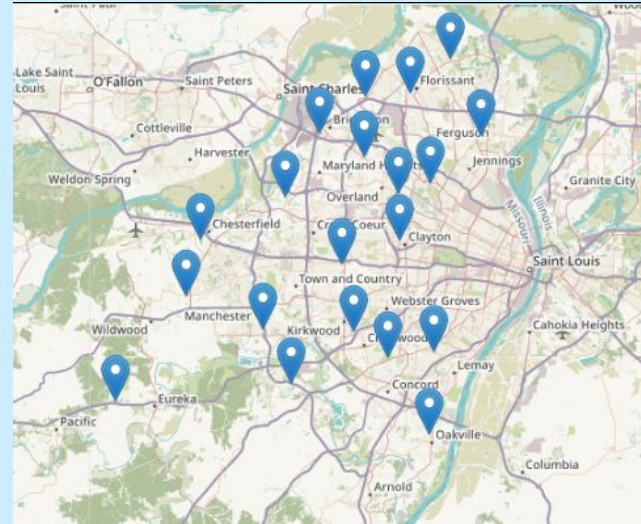 Florissant
Lake Saint
Louis
O'Fallon
Saint Peters
Saint Charles
Cottleville
Ferguson
Harvester
Maryland
Jennings
Weldon Spring
Granite City
Overland
Chesterfield
Coeur
Clayton
Missouri
Illinois
Saint Louis
Town and Country
Manchester
Webster Groves
Wildwood
Kirkwood
Cahokia Heights
Lemay
Concord
Eureka
Pacific
Oakville
Columbia
Arnold